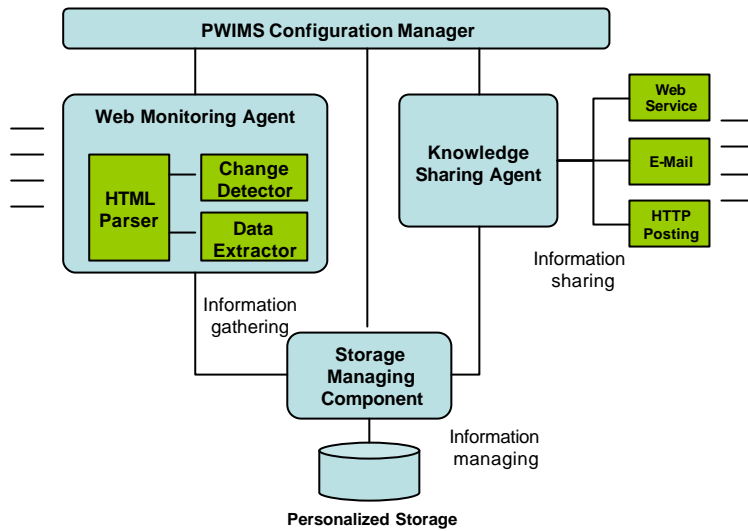 PWIMS Configuration Manager
Web Monitoring Agent
HTML
Parser
Change
Detector
Data
Extractor
Knowledge
Sharing Agent
Web
Service
E-Mail
HTTP
Posting
Information
sharing
Information
gathering
Storage
Managing
Component
Information
managing
Personalized Storage